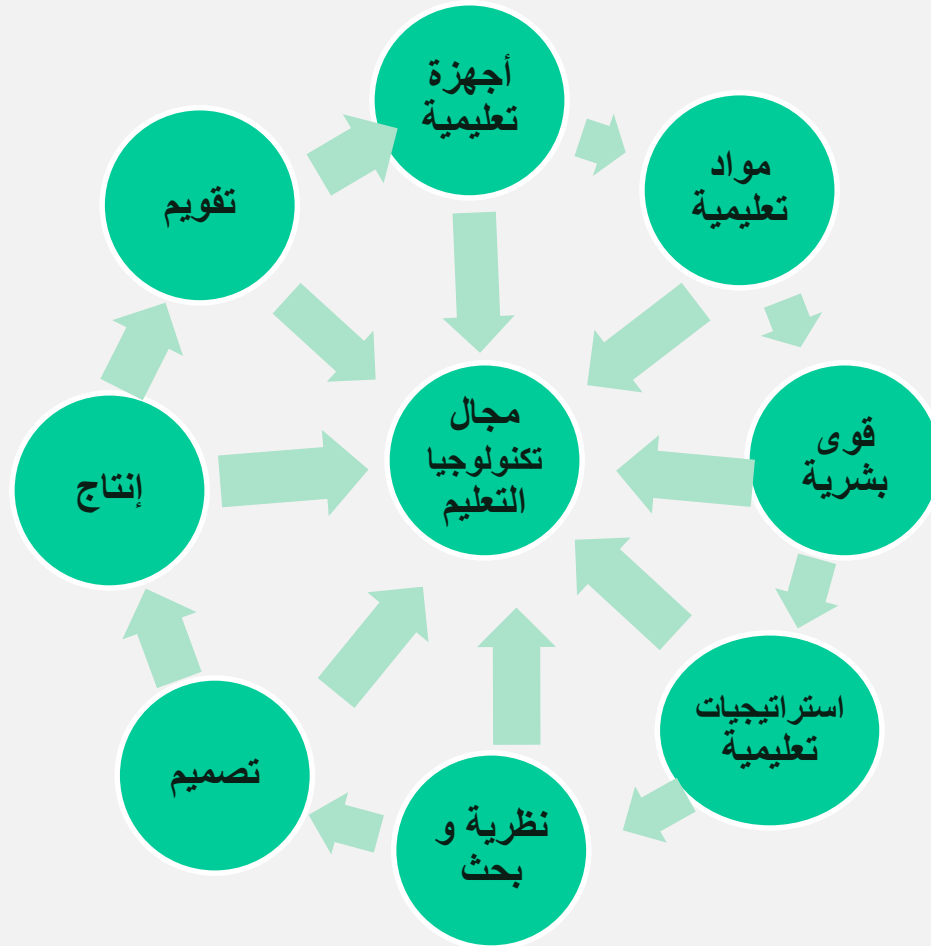 أجهزة
تعليمية
مواد
تعليمية
قوى
بشرية
استراتيجيات
تعليمية
نظرية و
بحث
تصميم
إنتاج
تقويم
مجال
تكنولوجيا
التعليم